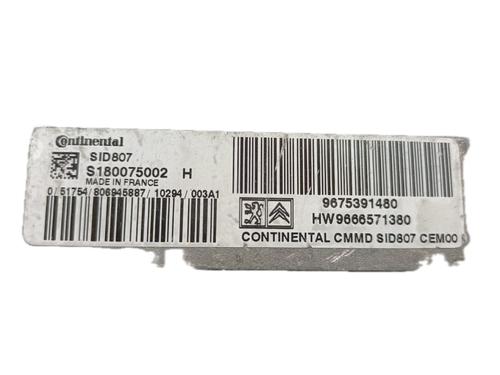 Continental
SID807
S180075002 H
MADE IN FRANCE
0/51754/806945887/10294/003A1
9675391480
HW9666571380
CONTINENTAL CMMD SID807 CEM00